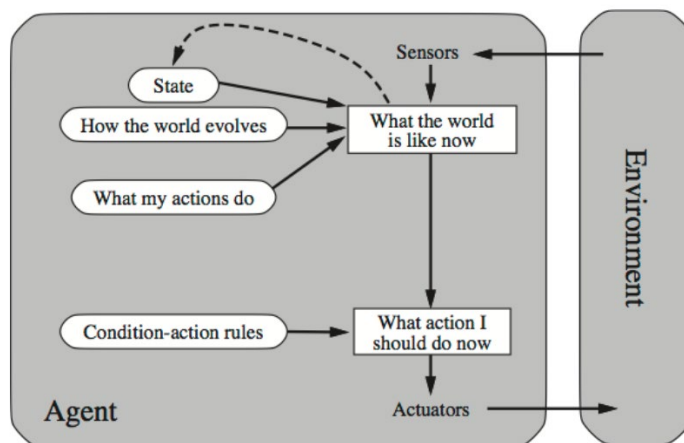 Sensors
State
How the world evolves
What the world
is like now
What my actions do
Condition-action rules
What action I
should do now
Agent
Actuators
Environment